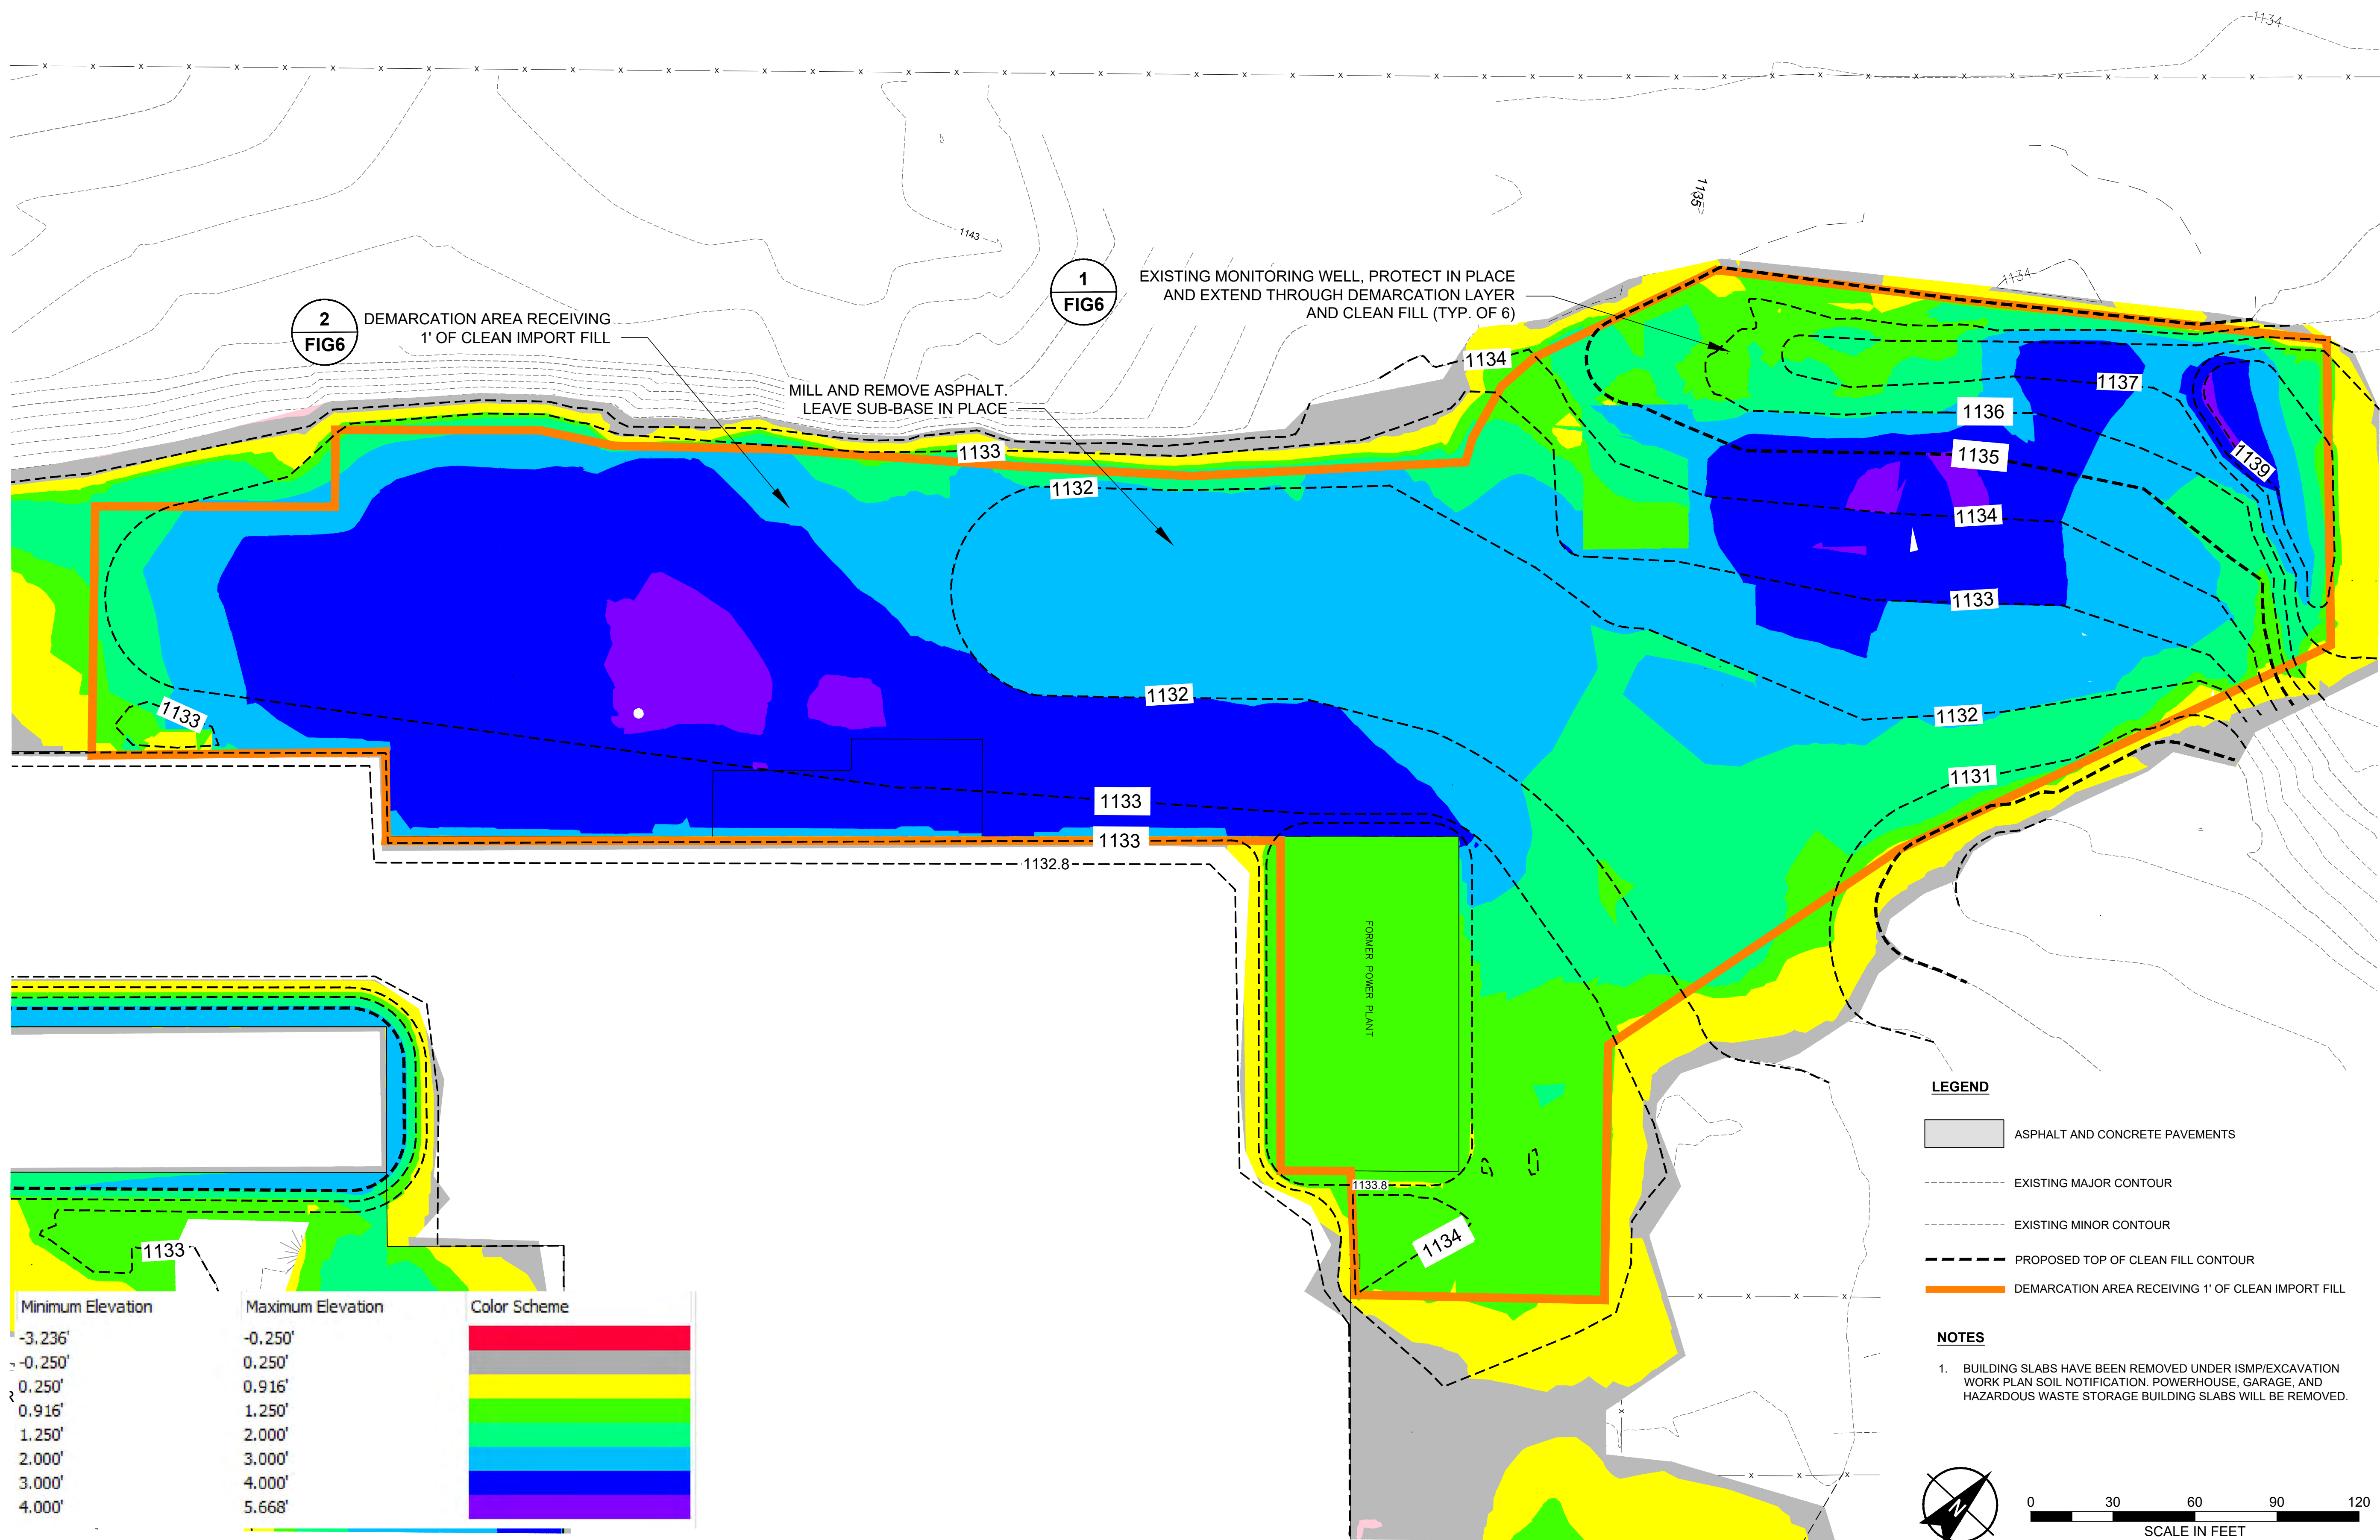 1134
1135
1143
1
FIG6
EXISTING MONITORING WELL, PROTECT IN PLACE
AND EXTEND THROUGH DEMARCATION LAYER
AND CLEAN FILL (TYP. OF 6)
1134
2
FIG6
DEMARCATION AREA RECEIVING
1' OF CLEAN IMPORT FILL
MILL AND REMOVE ASPHALT.
LEAVE SUB-BASE IN PLACE
1134
1137
1136
1133
1135
1139
1132
1134
1133
1132
1133
1132
1131
1133
1133
1132.8
FORMER POWER PLANT
1133.8
1134
1133
LEGEND
ASPHALT AND CONCRETE PAVEMENTS
EXISTING MAJOR CONTOUR
EXISTING MINOR CONTOUR
PROPOSED TOP OF CLEAN FILL CONTOUR
DEMARCATION AREA RECEIVING 1' OF CLEAN IMPORT FILL
NOTES
1. BUILDING SLABS HAVE BEEN REMOVED UNDER ISMP/EXCAVATION
WORK PLAN SOIL NOTIFICATION. POWERHOUSE, GARAGE, AND
HAZARDOUS WASTE STORAGE BUILDING SLABS WILL BE REMOVED.
Minimum Elevation Maximum Elevation Color Scheme
-3.236' -0.250'
-0.250' 0.250'
0.250' 0.916'
0.916' 1.250'
1.250' 2.000'
2.000' 3.000'
3.000' 4.000'
4.000' 5.668'
R
N
0 30 60 90 120
SCALE IN FEET